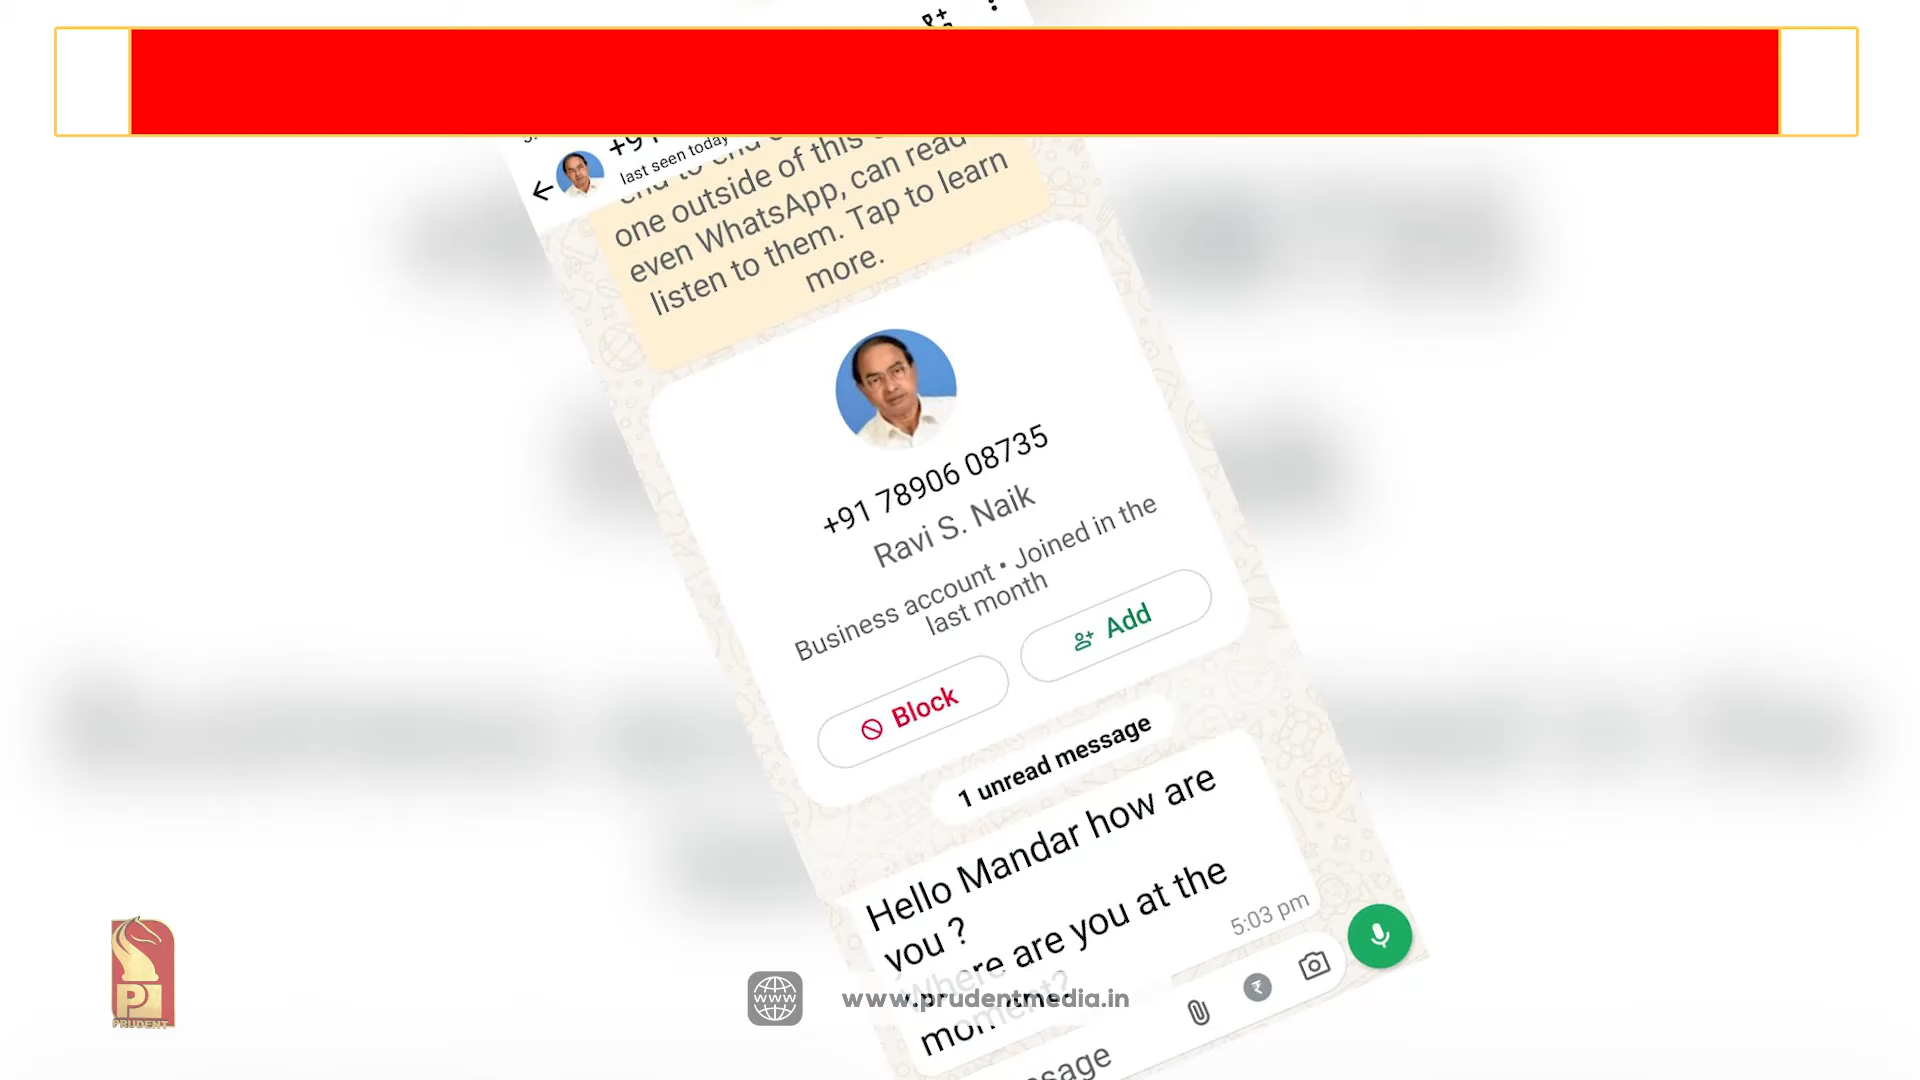 last seen today
one outside of this
even WhatsApp, can read
listen to them. Tap to learn
more.
+91 78906 08735
Ravi S. Naik
Business account • Joined in the
last month
Block
Add
1 unread message
Hello Mandar how are
you ?
Where are you at the
moment?
5:03 pm
www.prudentmedia.in
PRUDENT